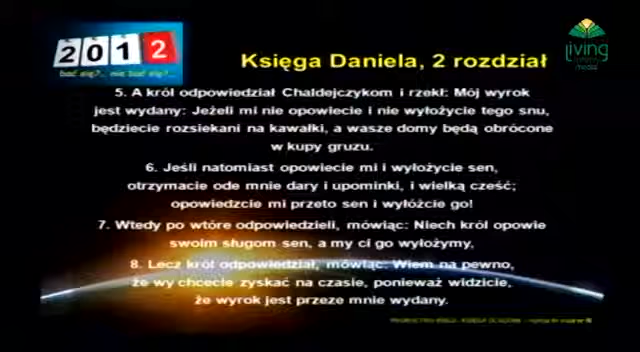 2012
bać się?... nie bać się?...
living
media
Księga Daniela, 2 rozdział
5. A król odpowiedział Chaldejczykom i rzekł: Mój wyrok
jest wydany: Jeżeli mi nie opowiecie i nie wyłożycie tego snu,
będziecie rozsiekani na kawałki, a wasze domy będą obrócone
w kupy gruzu.
6. Jeśli natomiast opowiecie mi i wyłożycie sen,
otrzymacie ode mnie dary i upominki, i wielką cześć;
opowiedzcie mi przeto sen i wyłóżcie go!
7. Wtedy po wtóre odpowiedzieli, mówiąc: Niech król opowie
swoim sługom sen, a my ci go wyłożymy,
8. Lecz król odpowiedział, mówiąc: Wiem na pewno,
że wy chcecie zyskać na czasie, ponieważ widzicie,
że wyrok jest przeze mnie wydany.